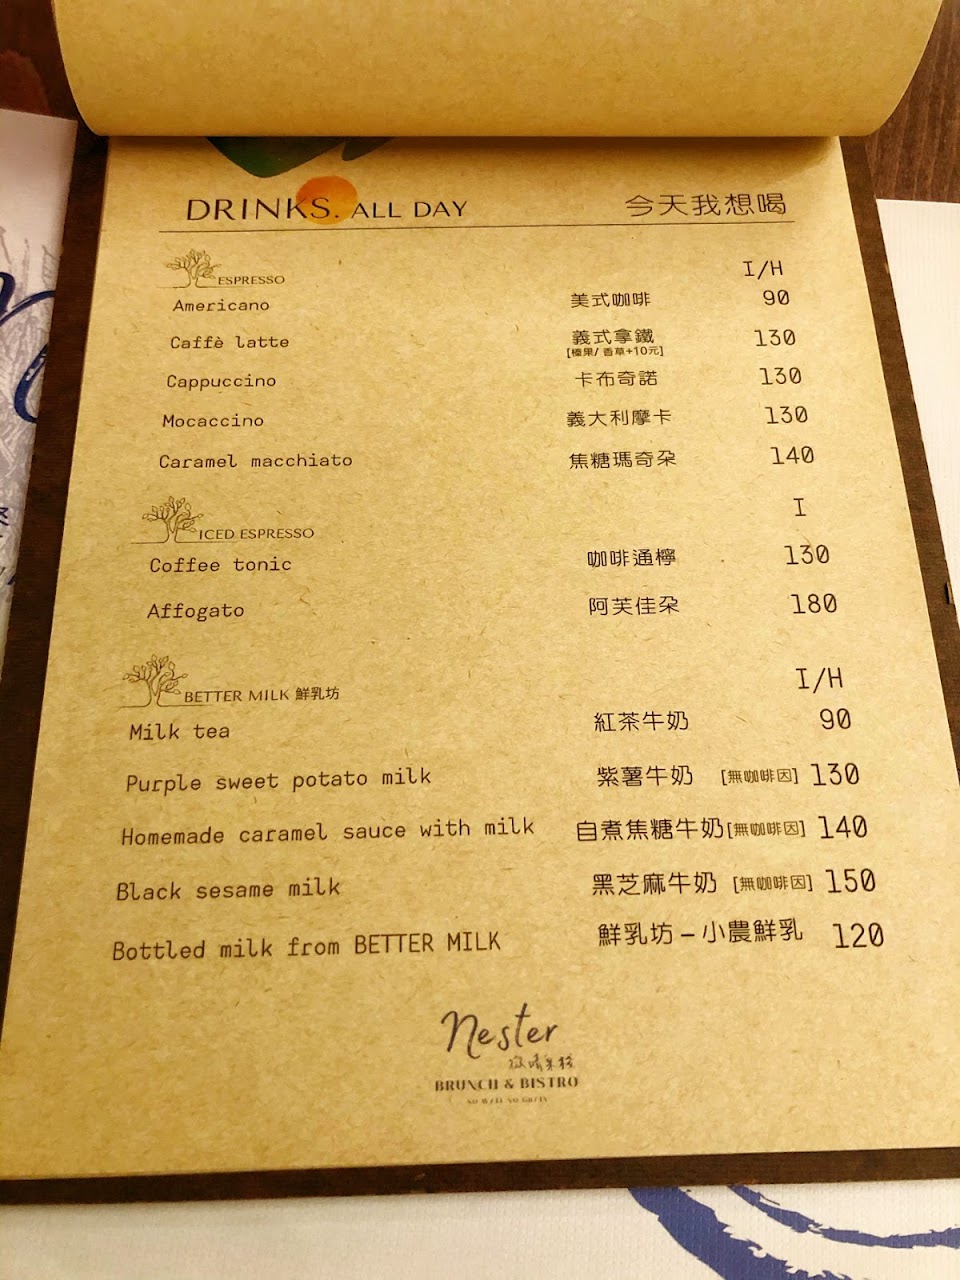 DRINKS. ALL DAY 今天我想喝
ESPRESSO I/H
Americano 美式咖啡 90
Caffè latte 義式拿鐵 130
[榛果/ 香草+10元]
Cappuccino 卡布奇諾 130
Mocaccino 義大利摩卡 130
Caramel macchiato 焦糖瑪奇朵 140
ICED ESPRESSO I
Coffee tonic 咖啡通檸 130
Affogato 阿芙佳朵 180
BETTER MILK 鮮乳坊 I/H
Milk tea 紅茶牛奶 90
Purple sweet potato milk 紫薯牛奶 [無咖啡因] 130
Homemade caramel sauce with milk 自煮焦糖牛奶[無咖啡因] 140
Black sesame milk 黑芝麻牛奶 [無咖啡因] 150
Bottled milk from BETTER MILK 鮮乳坊 – 小農鮮乳 120
Nester
BRUNCH & BISTRO